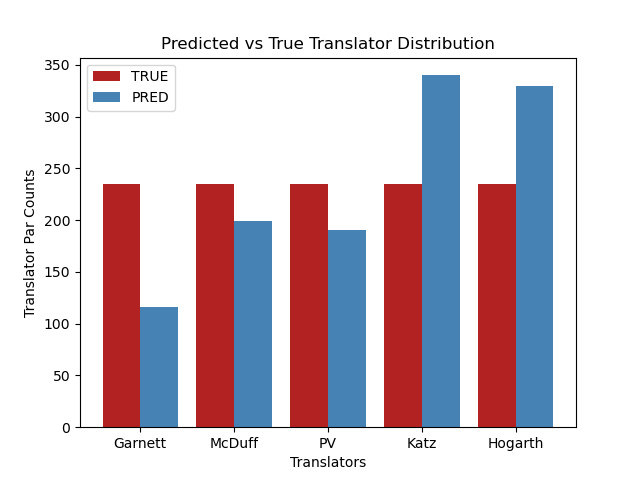 Predicted vs True Translator Distribution
TRUE
PRED
350
300
250
200
150
100
50
0
Translator Par Counts
Garnett McDuff PV Katz Hogarth
Translators